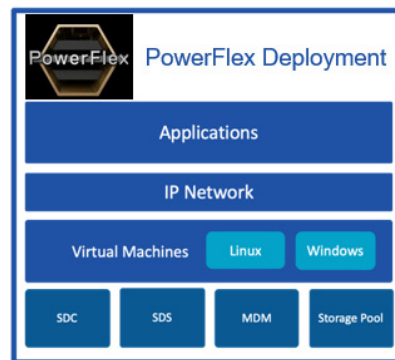 PowerFlex
PowerFlex Deployment
Applications
IP Network
Virtual Machines Linux Windows
SDC SDS MDM Storage Pool